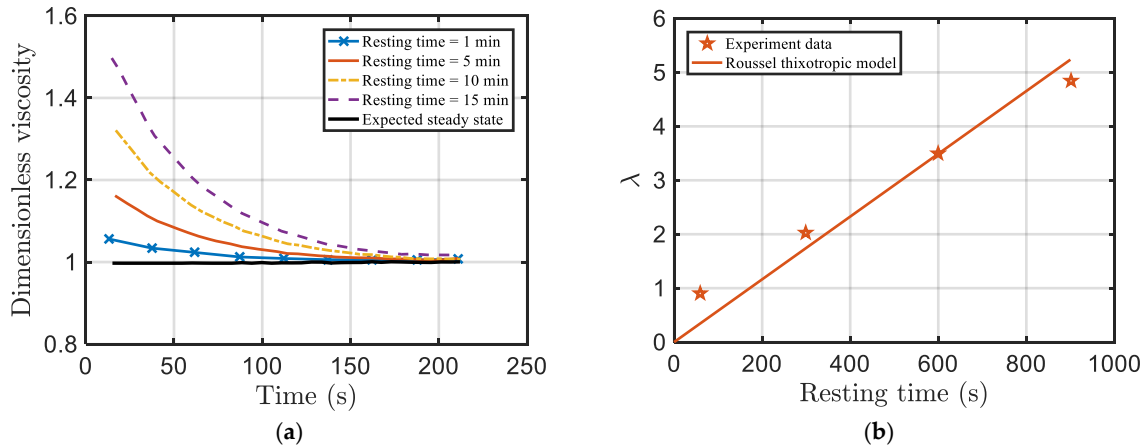 Dimensionless viscosity
1.6
1.4
1.2
1
0.8
0
50
100
150
200
250
Time (s)
Resting time = 1 min
Resting time = 5 min
Resting time = 10 min
Resting time = 15 min
Expected steady state
(a)
λ
6
5
4
3
2
1
0
0
200
400
600
800
1000
Resting time (s)
Experiment data
Roussel thixotropic model
(b)